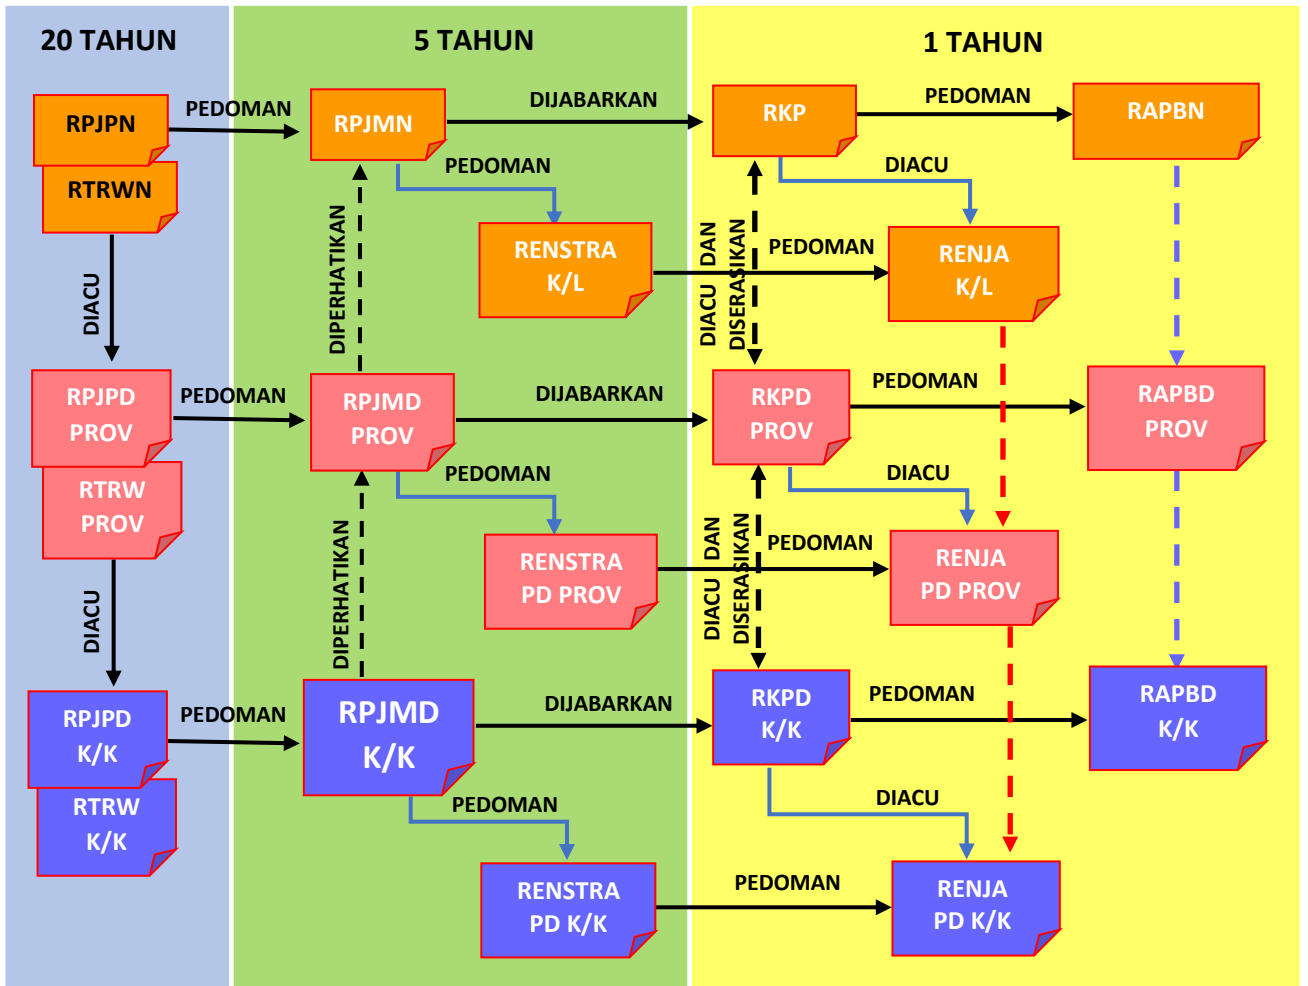 20 TAHUN
5 TAHUN
1 TAHUN
RPJPN
PEDOMAN
RPJMN
DIJABARKAN
RKP
PEDOMAN
RAPBN
RTRWN
PEDOMAN
DIACU
RENSTRA
K/L
PEDOMAN
RENJA
K/L
DIACU
DIPERHATIKAN
DIACU DAN
DISERASIKAN
RPJPD
PROV
PEDOMAN
RPJMD
PROV
DIJABARKAN
RKPD
PROV
PEDOMAN
RAPBD
PROV
RTRW
PROV
PEDOMAN
DIACU
RENSTRA
PD PROV
PEDOMAN
RENJA
PD PROV
DIACU
DIPERHATIKAN
DIACU DAN
DISERASIKAN
RPJPD
K/K
PEDOMAN
RPJMD
K/K
DIJABARKAN
RKPD
K/K
PEDOMAN
RAPBD
K/K
RTRW
K/K
PEDOMAN
DIACU
RENSTRA
PD K/K
PEDOMAN
RENJA
PD K/K